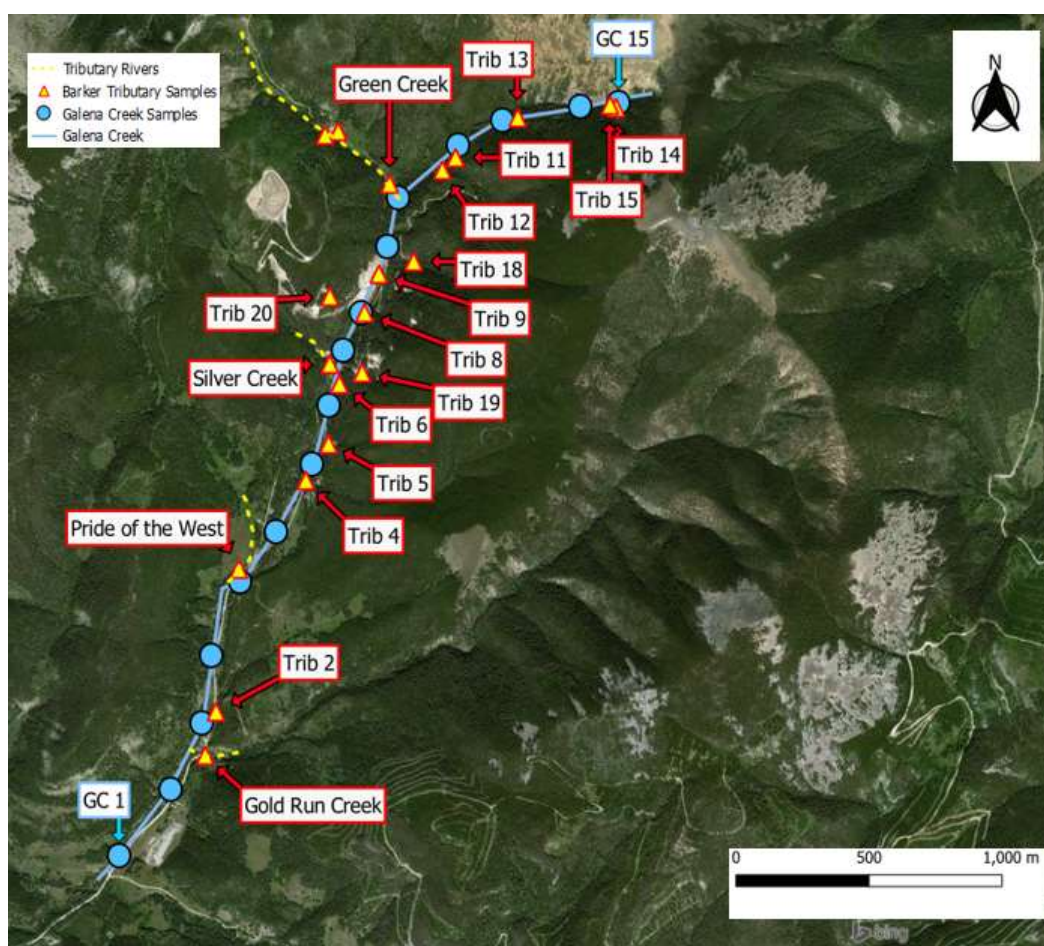 Trib 13
GC 15
N
Tributary Rivers
Barker Tributary Samples
Galena Creek Samples
Galena Creek
Green Creek
Trib 14
Trib 11
Trib 15
Trib 12
Trib 18
Trib 20
Trib 9
Trib 8
Silver Creek
Trib 19
Trib 6
Trib 5
Pride of the West
Trib 4
Trib 2
Gold Run Creek
GC 1
0 500 1,000 m
bing